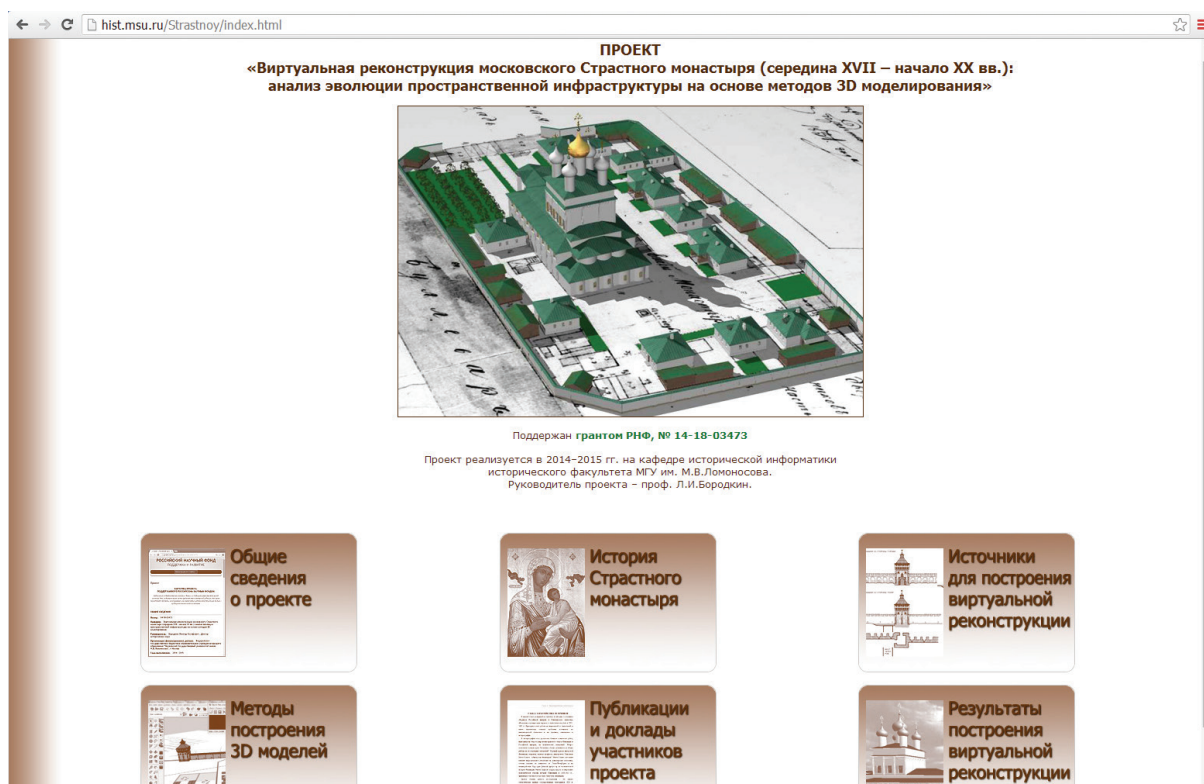 hist.msu.ru/Strastnoy/index.html
ПРОЕКТ
«Виртуальная реконструкция московского Страстного монастыря (середина XVII – начало XX вв.):
анализ эволюции пространственной инфраструктуры на основе методов 3D моделирования»
Поддержан грантом РНФ, № 14-18-03473
Проект реализуется в 2014–2015 гг. на кафедре исторической информатики
исторического факультета МГУ им. М.В.Ломоносова.
Руководитель проекта – проф. Л.И.Бородкин.
Общие
сведения
о проекте
История
Страстного
монастыря
Источники
для построения
виртуальной
реконструкции
РОССИЙСКИЙ НАУЧНЫЙ ФОНД
Методы
построения
3D моделей
Публикации
и доклады
участников
проекта
Результаты
построения
виртуальной
реконструкции